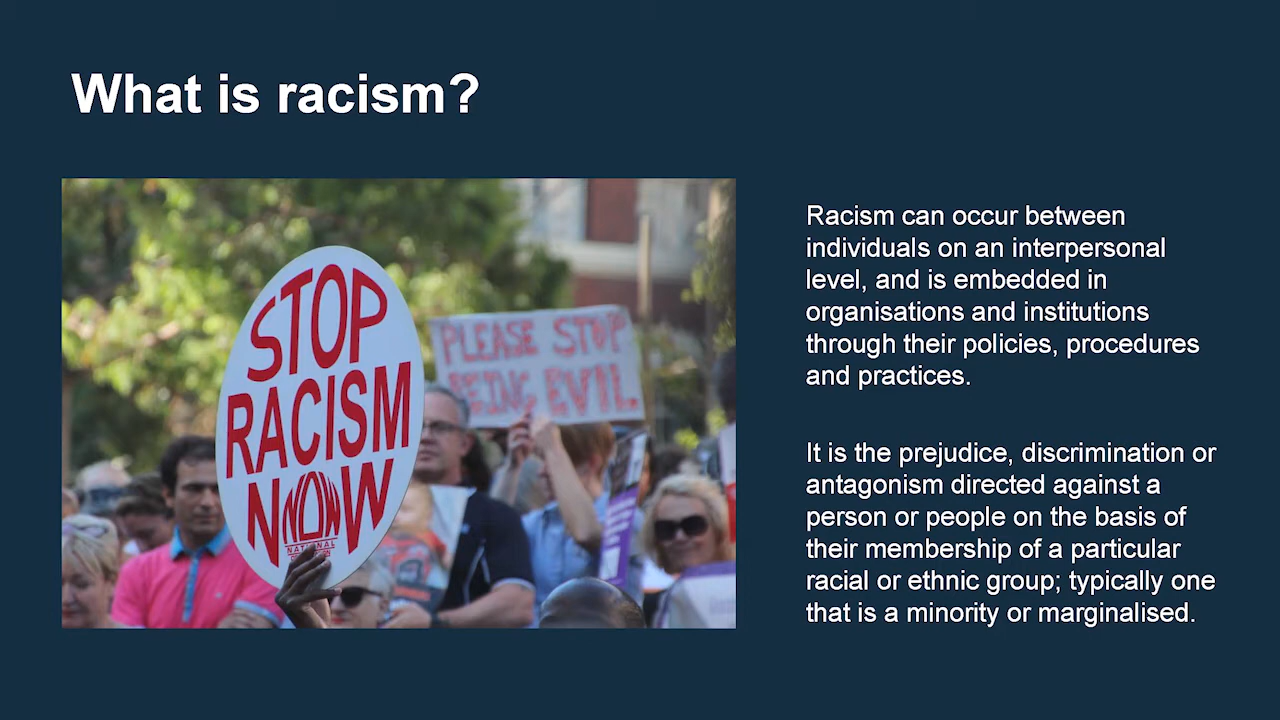 What is racism?
STOP
RACISM
NOW
NATIONAL
PLEASE STOP
BEING EVIL.
Racism can occur between
individuals on an interpersonal
level, and is embedded in
organisations and institutions
through their policies, procedures
and practices.
It is the prejudice, discrimination or
antagonism directed against a
person or people on the basis of
their membership of a particular
racial or ethnic group; typically one
that is a minority or marginalised.